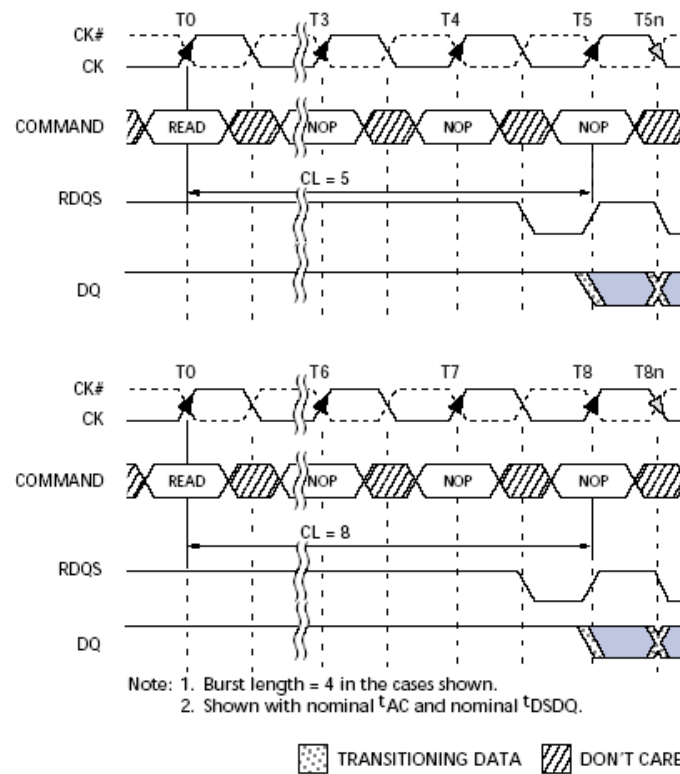 T0 T3 T4 T5 T5n
CK#
CK
COMMAND READ NOP NOP NOP
CL = 5
RDQS
DQ
T0 T6 T7 T8 T8n
CK#
CK
COMMAND READ NOP NOP NOP
CL = 8
RDQS
DQ
Note: 1. Burst length = 4 in the cases shown.
2. Shown with nominal tAC and nominal tDSDQ.
TRANSITIONING DATA DON'T CARE